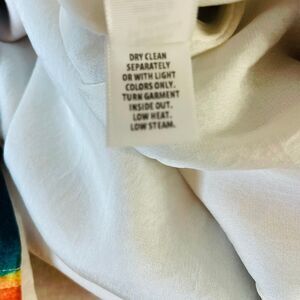 DRY CLEAN
SEPARATELY
OR WITH LIGHT
COLORS ONLY.
TURN GARMENT
INSIDE OUT.
LOW HEAT.
LOW STEAM.